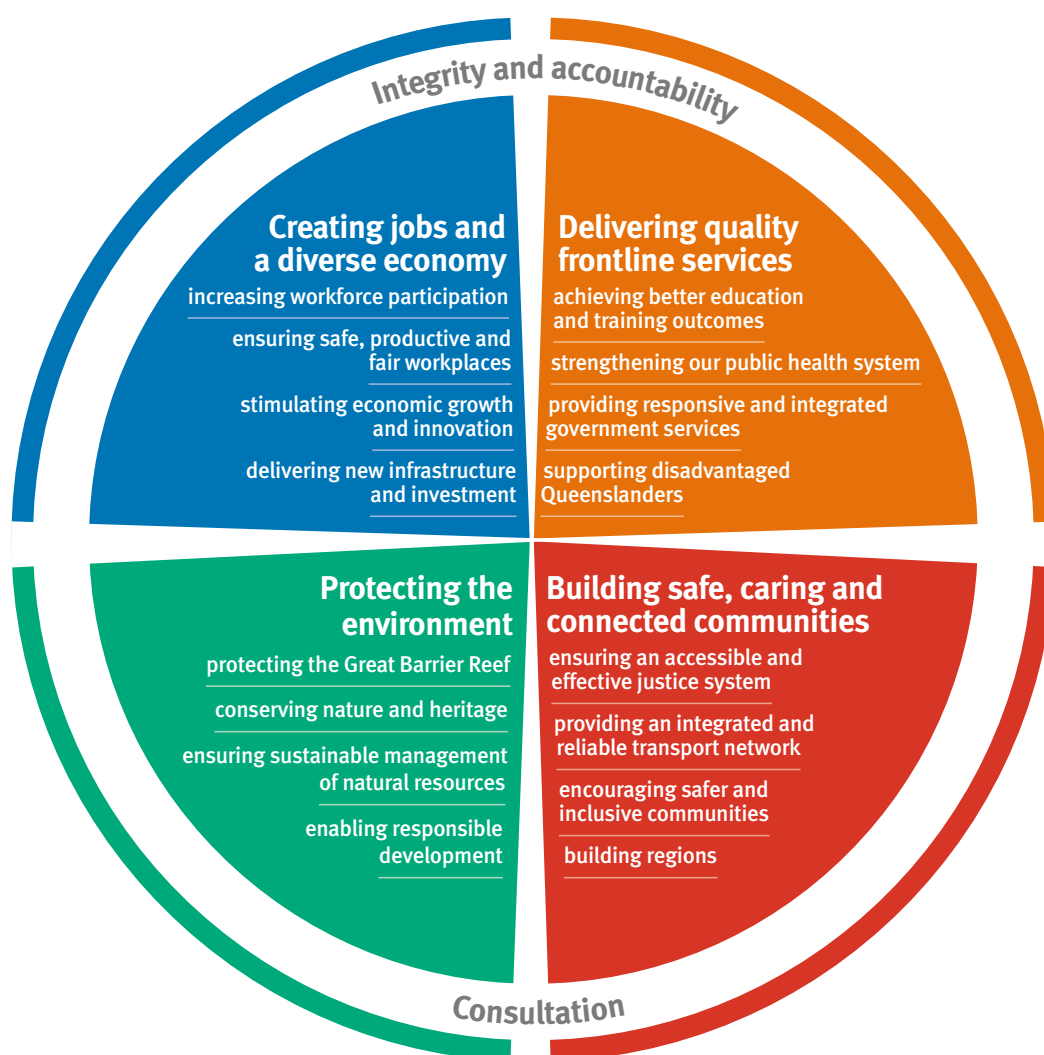 Integrity and accountability
Creating jobs and
a diverse economy
increasing workforce participation
ensuring safe, productive and
fair workplaces
stimulating economic growth
and innovation
delivering new infrastructure
and investment
Delivering quality
frontline services
achieving better education
and training outcomes
strengthening our public health system
providing responsive and integrated
government services
supporting disadvantaged
Queenslanders
Protecting the
environment
protecting the Great Barrier Reef
conserving nature and heritage
ensuring sustainable management
of natural resources
enabling responsible
development
Building safe, caring and
connected communities
ensuring an accessible and
effective justice system
providing an integrated and
reliable transport network
encouraging safer and
inclusive communities
building regions
Consultation